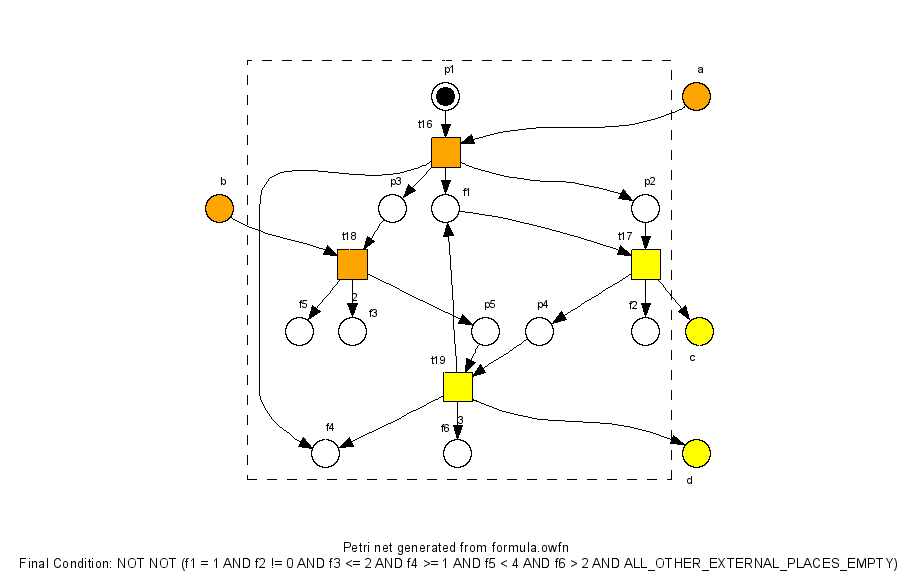 p1
a
t16
b
p3
f1
p2
t18
t17
f5
2
f3
p5
p4
f2
t19
c
f4
f6
3
d
Petri net generated from formula.owfn
Final Condition: NOT NOT (f1 = 1 AND f2 != 0 AND f3 <= 2 AND f4 >= 1 AND f5 < 4 AND f6 > 2 AND ALL_OTHER_EXTERNAL_PLACES_EMPTY)